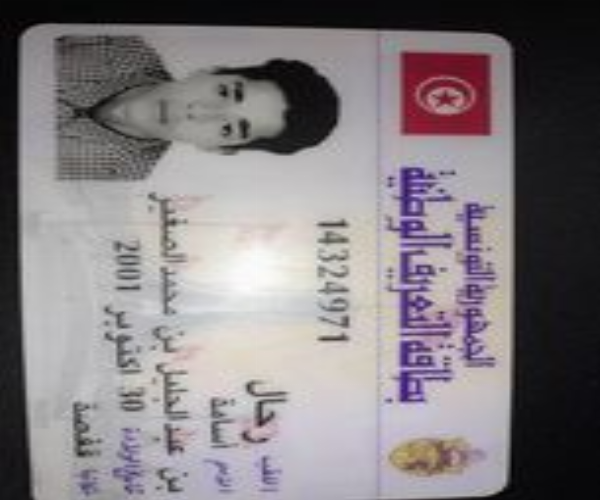 الجمهورية التونسية
بطاقة التعريف الوطنية
14324971
اللقب رحال
الاسم أسامة
بن عبد الجليل بن محمد الصغير
تاريخ الولادة 30 أكتوبر 2001
مكانها قفصة